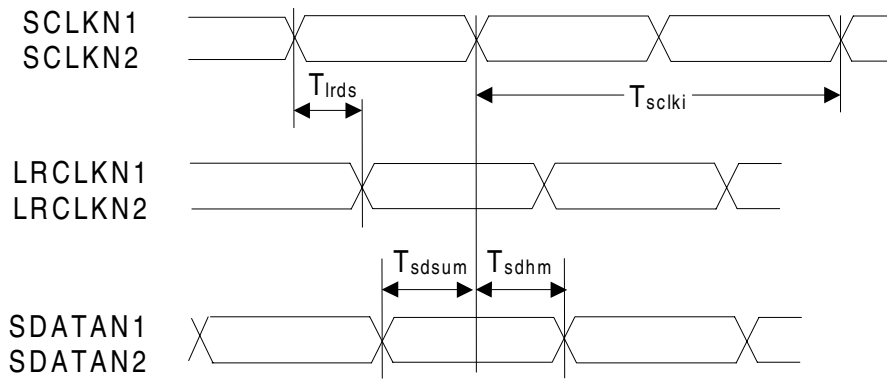 SCLKN1
SCLKN2
Tlrds
Tsclki
LRCLKN1
LRCLKN2
Tsdsum
Tsdhm
SDATAN1
SDATAN2